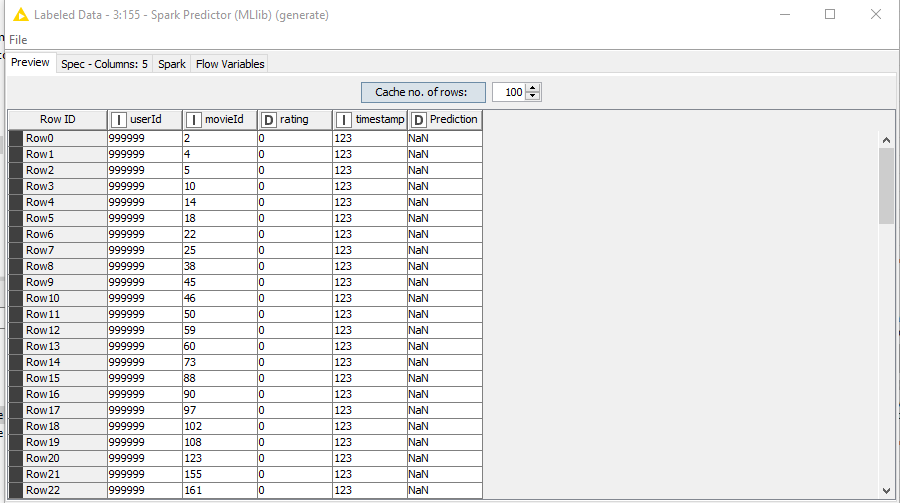 Labeled Data - 3:155 - Spark Predictor (MLlib) (generate)
File
Preview Spec - Columns: 5 Spark Flow Variables
Cache no. of rows: 100
Row ID I userId I movieId D rating I timestamp D Prediction
Row0 999999 2 0 123 NaN
Row1 999999 4 0 123 NaN
Row2 999999 5 0 123 NaN
Row3 999999 10 0 123 NaN
Row4 999999 14 0 123 NaN
Row5 999999 18 0 123 NaN
Row6 999999 22 0 123 NaN
Row7 999999 25 0 123 NaN
Row8 999999 38 0 123 NaN
Row9 999999 45 0 123 NaN
Row10 999999 46 0 123 NaN
Row11 999999 50 0 123 NaN
Row12 999999 59 0 123 NaN
Row13 999999 60 0 123 NaN
Row14 999999 73 0 123 NaN
Row15 999999 88 0 123 NaN
Row16 999999 90 0 123 NaN
Row17 999999 97 0 123 NaN
Row18 999999 102 0 123 NaN
Row19 999999 108 0 123 NaN
Row20 999999 123 0 123 NaN
Row21 999999 155 0 123 NaN
Row22 999999 161 0 123 NaN